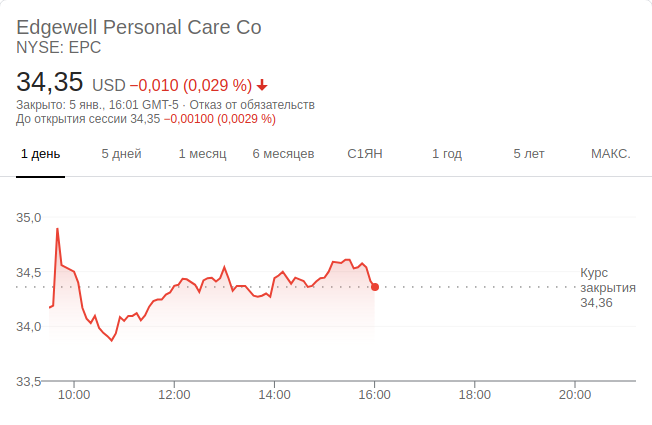 Edgewell Personal Care Co
NYSE: EPC
34,35 USD −0,010 (0,029 %)
Закрыто: 5 янв., 16:01 GMT-5 · Отказ от обязательств
До открытия сессии 34,35 −0,00100 (0,0029 %)
1 день 5 дней 1 месяц 6 месяцев С1ЯН 1 год 5 лет МАКС.
35,0
34,5
Курс
закрытия
34,36
34,0
33,5
10:00 12:00 14:00 16:00 18:00 20:00